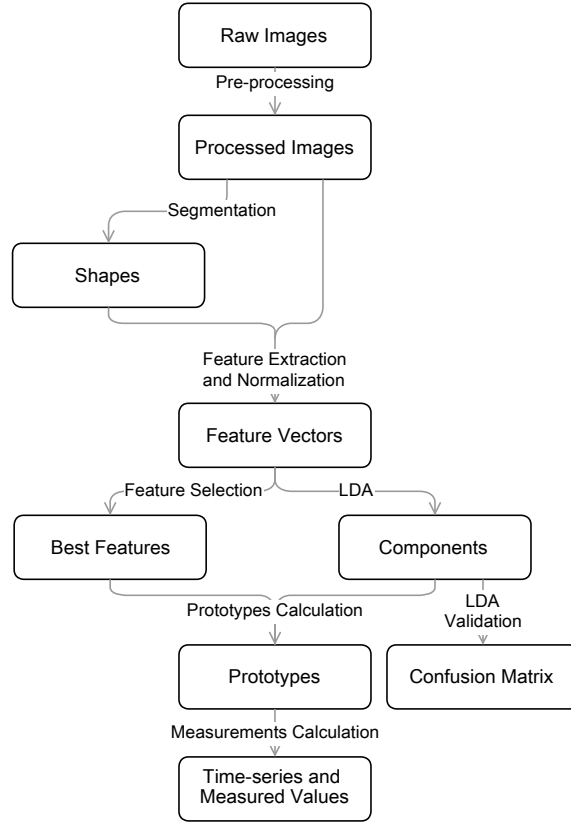 Raw Images
Pre-processing
Processed Images
Segmentation
Shapes
Feature Extraction
and Normalization
Feature Vectors
Feature Selection
LDA
Best Features
Components
Prototypes Calculation
LDA
Validation
Prototypes
Confusion Matrix
Measurements Calculation
Time-series and
Measured Values